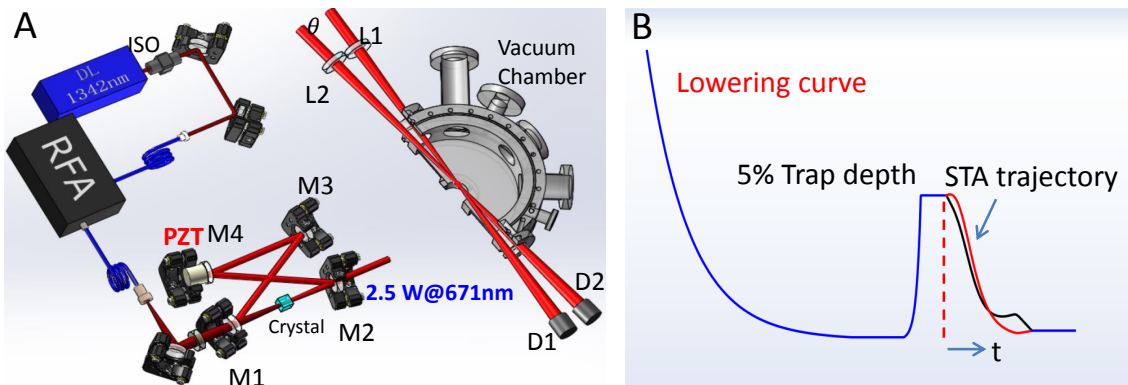 A
ISO
DL
1342nm
RFA
θ
L1
L2
Vacuum
Chamber
M3
PZT M4
2.5 W@671nm
Crystal
M2
M1
D2
D1
B
Lowering curve
5% Trap depth
STA trajectory
t